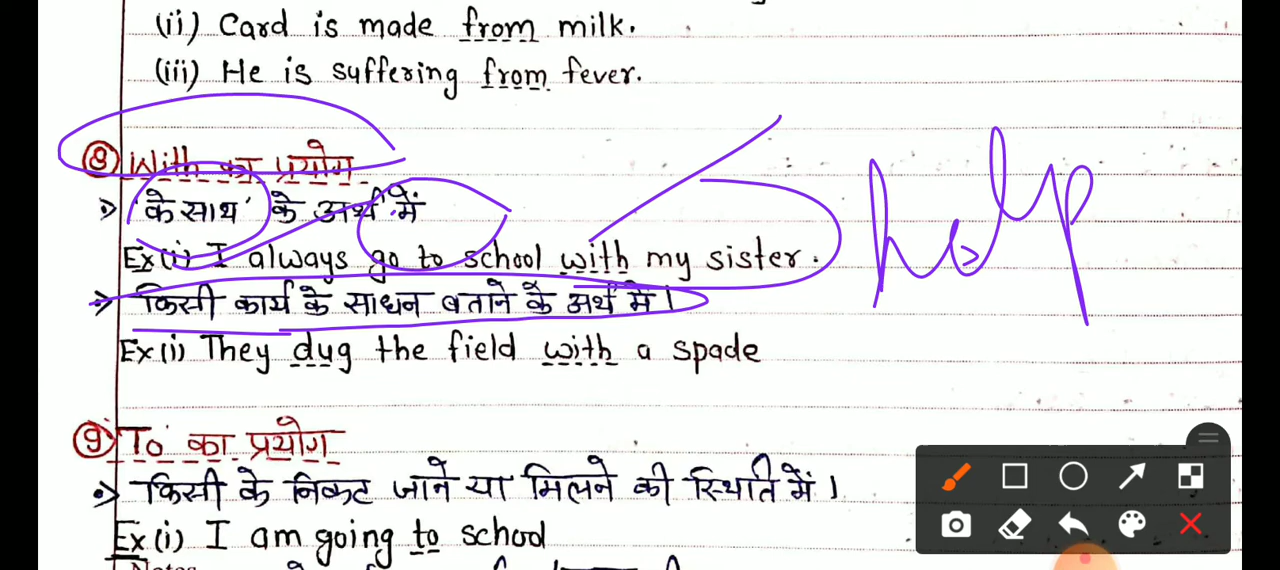 (ii) Card is made from milk.
(iii) He is suffering from fever.
⑧ With का प्रयोग
'के साथ' के अर्थ में
Ex(i) I always go to school with my sister.
किसी कार्य के साधन बताने के अर्थ में।
Ex(i) They dug the field with a spade
help
⑨ To का प्रयोग
किसी के निकट जाने या मिलने की स्थिति में।
Ex(i) I am going to school